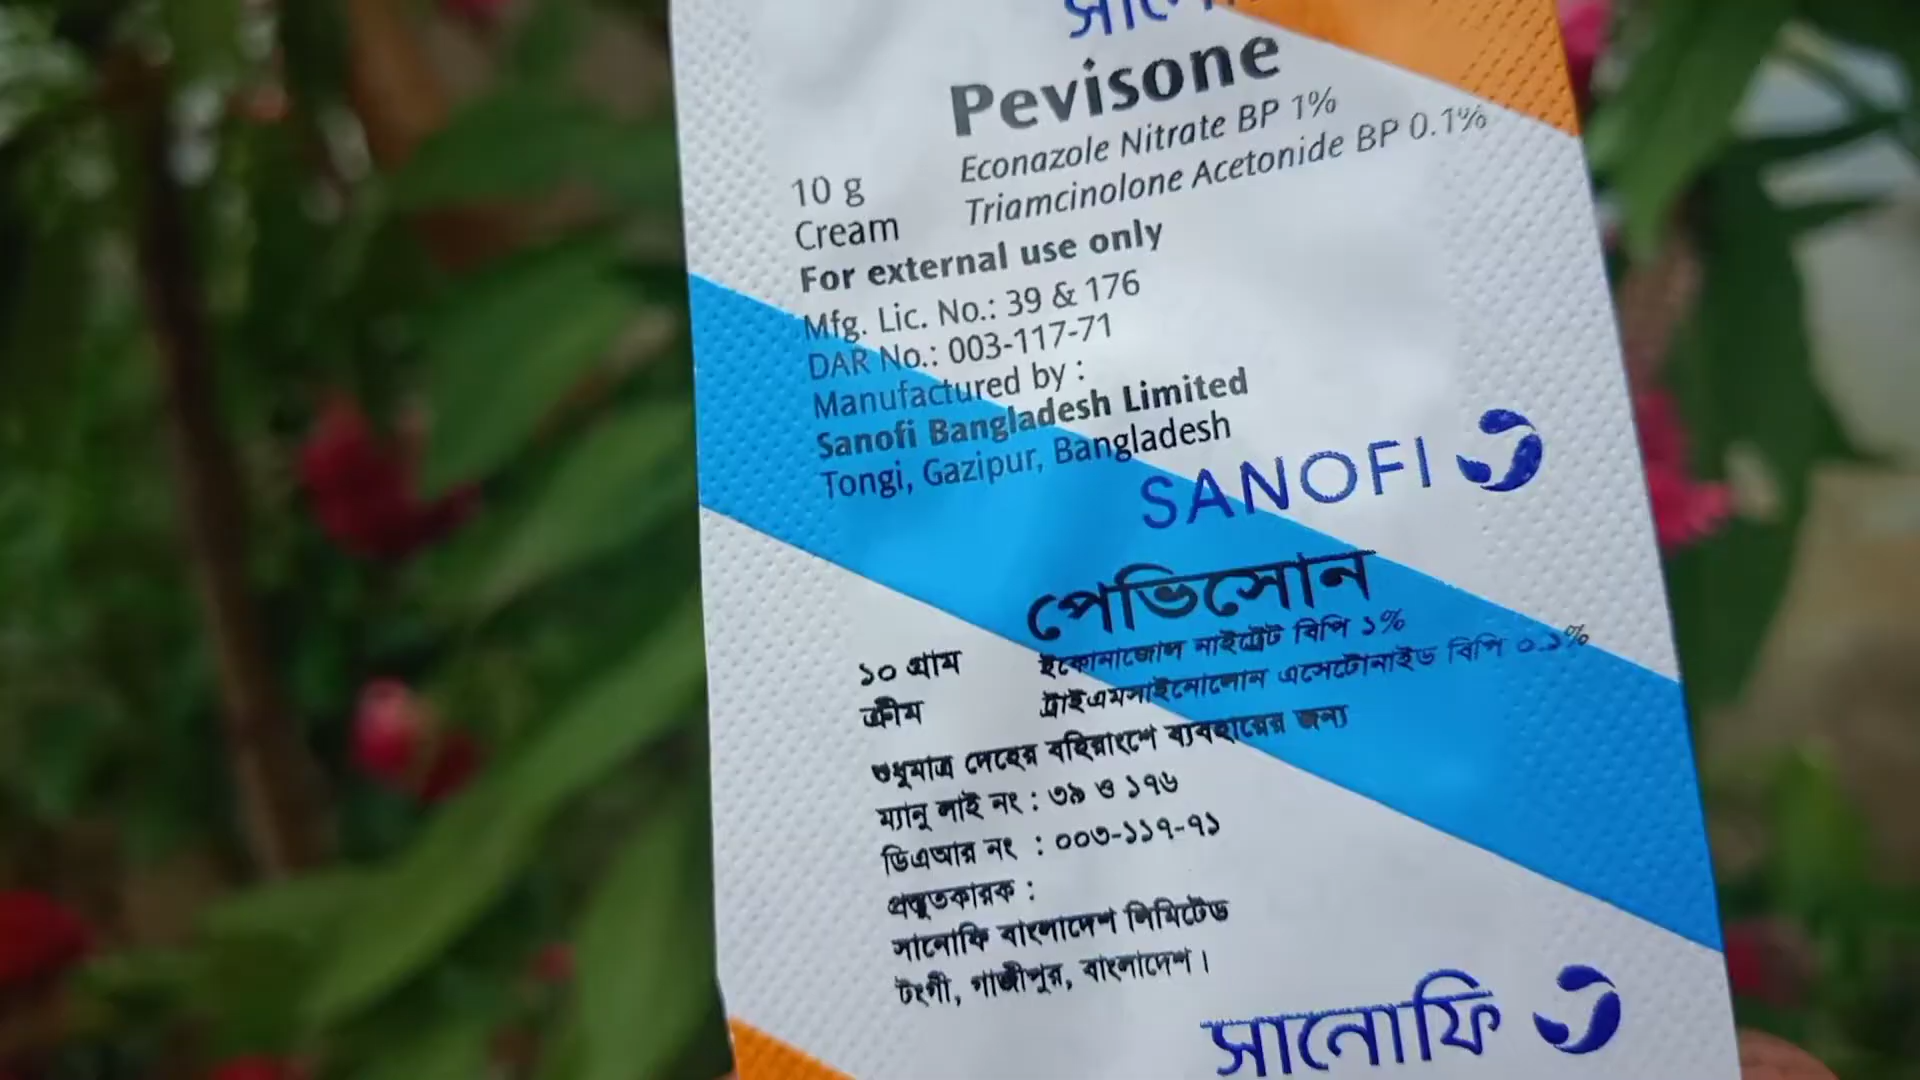 Pevisone
Econazole Nitrate BP 1%
Triamcinolone Acetonide BP 0.1%
10 g
Cream
For external use only
Mfg. Lic. No.: 39 & 176
DAR No.: 003-117-71
Manufactured by :
Sanofi Bangladesh Limited
Tongi, Gazipur, Bangladesh
SANOFI
পেভিসোন
১০ গ্রাম
ক্রীম
ইকোনাজোল নাইট্রেট বিপি ১%
ট্রাইএমসাইনোলোন এসেটোনাইড বিপি ০.১%
শুধুমাত্র দেহের বহিরাংশে ব্যবহারের জন্য
ম্যানু লাই নং : ৩৯ ও ১৭৬
ডিএআর নং : ০০৩-১১৭-৭১
প্রস্তুতকারক :
সানোফি বাংলাদেশ লিমিটেড
টংগী, গাজীপুর, বাংলাদেশ।
সানোফি